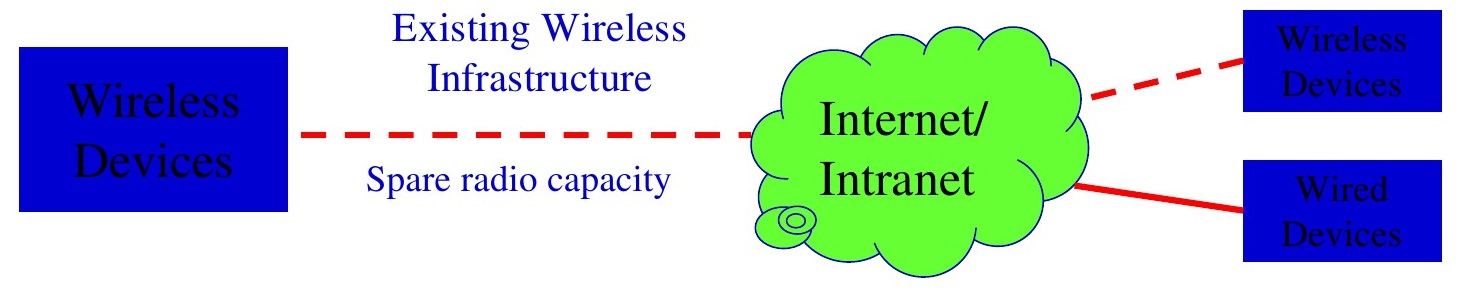 Wireless
Devices
Existing Wireless
Infrastructure
Spare radio capacity
Internet/
Intranet
Wireless
Devices
Wired
Devices